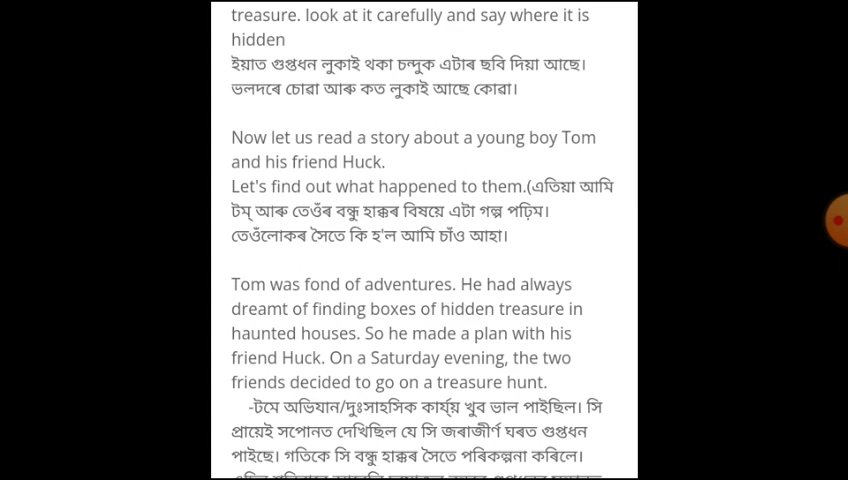 treasure. look at it carefully and say where it is
hidden
ইয়াত গুপ্তধন লুকাই থকা চন্দুক এটাৰ ছবি দিয়া আছে।
ভলদৰে চোৱা আৰু কত লুকাই আছে কোৱা।
Now let us read a story about a young boy Tom
and his friend Huck.
Let's find out what happened to them.(এতিয়া আমি
টম্ আৰু তেওঁৰ বন্ধু হাক্কৰ বিষয়ে এটা গল্প পঢ়িম।
তেওঁলোকৰ সৈতে কি হ'ল আমি চাঁও আহা।
Tom was fond of adventures. He had always
dreamt of finding boxes of hidden treasure in
haunted houses. So he made a plan with his
friend Huck. On a Saturday evening, the two
friends decided to go on a treasure hunt.
-টমে অভিযান/দুঃসাহসিক কাৰ্য্য় খুব ভাল পাইছিল। সি
প্ৰায়েই সপোনত দেখিছিল যে সি জৰাজীৰ্ণ ঘৰত গুপ্তধন
পাইছে। গতিকে সি বন্ধু হাক্কৰ সৈতে পৰিকল্পনা কৰিলে।